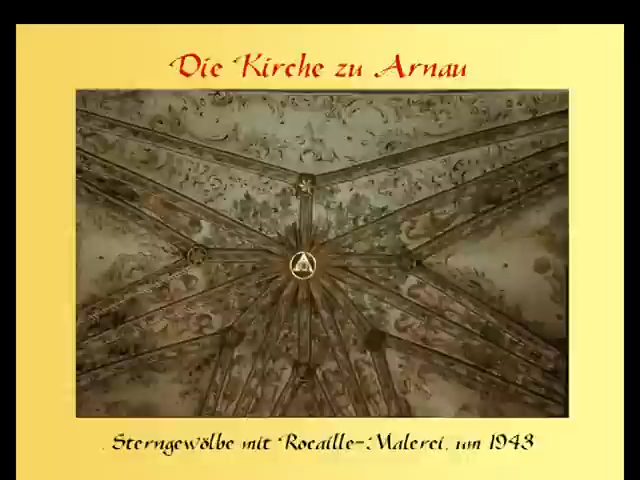 Die Kirche zu Arnau
Sterngewölbe mit Rocaille-Malerei, um 1943